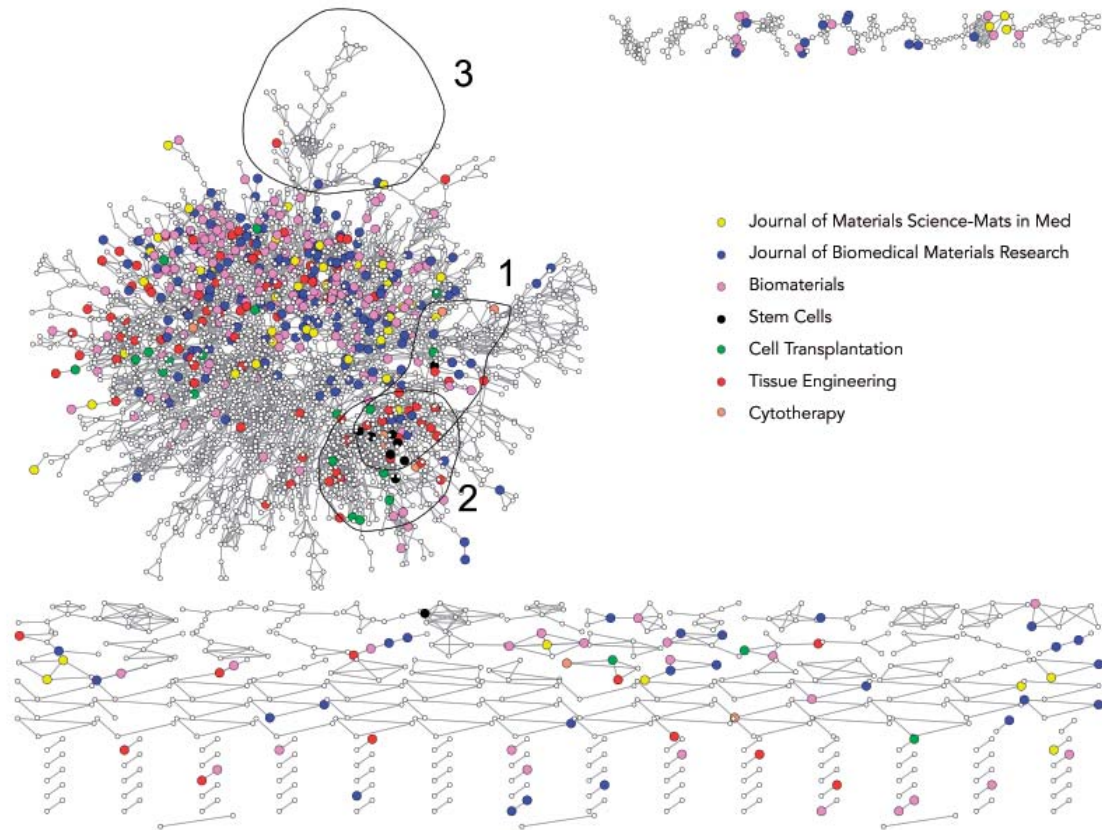 3
1
2
Journal of Materials Science-Mats in Med
Journal of Biomedical Materials Research
Biomaterials
Stem Cells
Cell Transplantation
Tissue Engineering
Cytotherapy